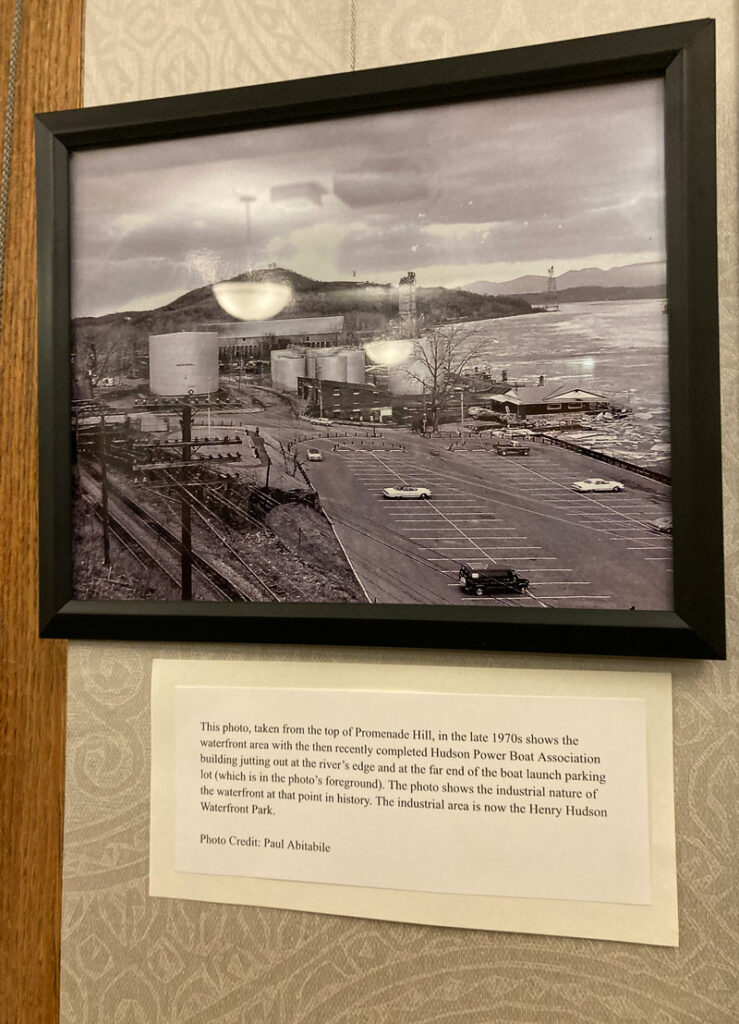 This photo, taken from the top of Promenade Hill, in the late 1970s shows the
waterfront area with the then recently completed Hudson Power Boat Association
building jutting out at the river's edge and at the far end of the boat launch parking
lot (which is in the photo's foreground). The photo shows the industrial nature of
the waterfront at that point in history. The industrial area is now the Henry Hudson
Waterfront Park.
Photo Credit: Paul Abitabile